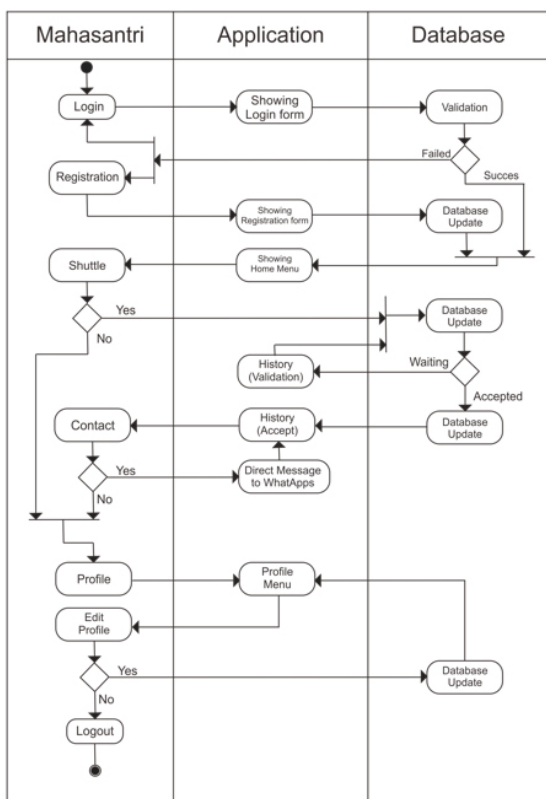 Mahasantri
Application
Database
Login
Showing
Login form
Validation
Failed
Succes
Registration
Showing
Registration form
Database
Update
Shuttle
Showing
Home Menu
Yes
No
Database
Update
History
(Validation)
Waiting
Accepted
Contact
History
(Accept)
Database
Update
Yes
No
Direct Message
to WhatApps
Profile
Profile
Menu
Edit
Profile
Yes
No
Database
Update
Logout